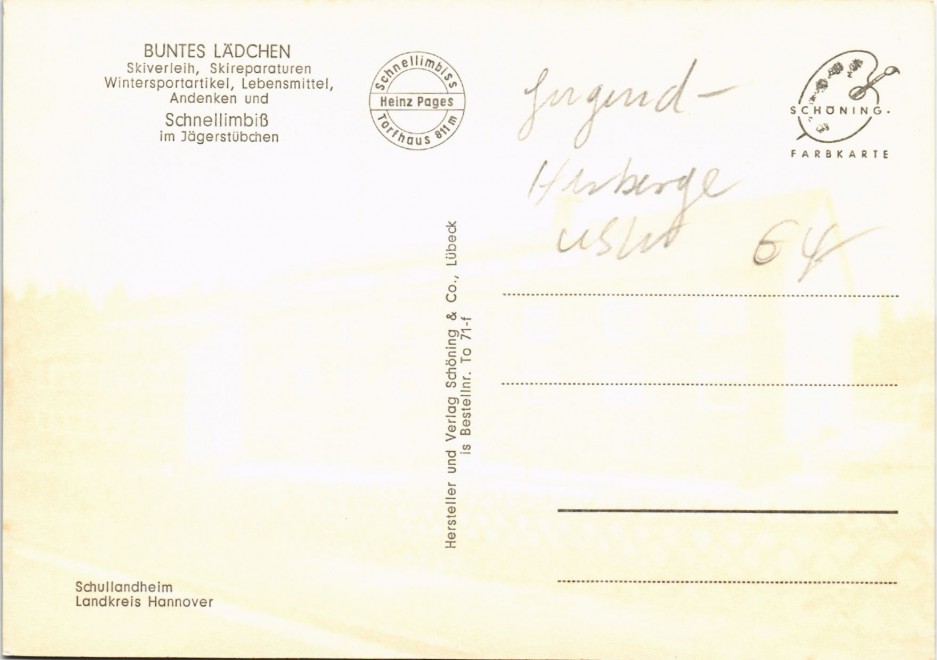 BUNTES LÄDCHEN
Skiverleih, Skireparaturen
Wintersportartikel, Lebensmittel,
Andenken und
Schnellimbiß
im Jägerstübchen
Schnellimbiss
Heinz Pages
Torfhaus 811 m
Jugend-
Herberge
64
SCHÖNING.
FARBKARTE
Hersteller und Verlag Schöning & Co., Lübeck
is Bestellnr. To 71-f
Schullandheim
Landkreis Hannover